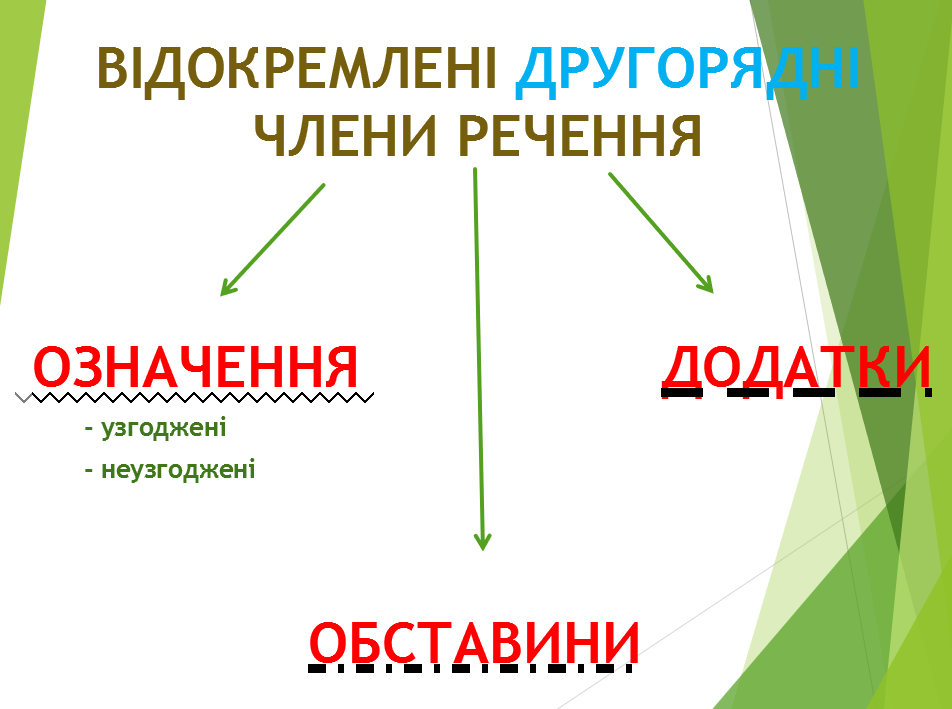 ВІДОКРЕМЛЕНІ ДРУГОРЯДНІ
ЧЛЕНИ РЕЧЕННЯ
ОЗНАЧЕННЯ
- узгоджені
- неузгоджені
ДОДАТКИ
ОБСТАВИНИ